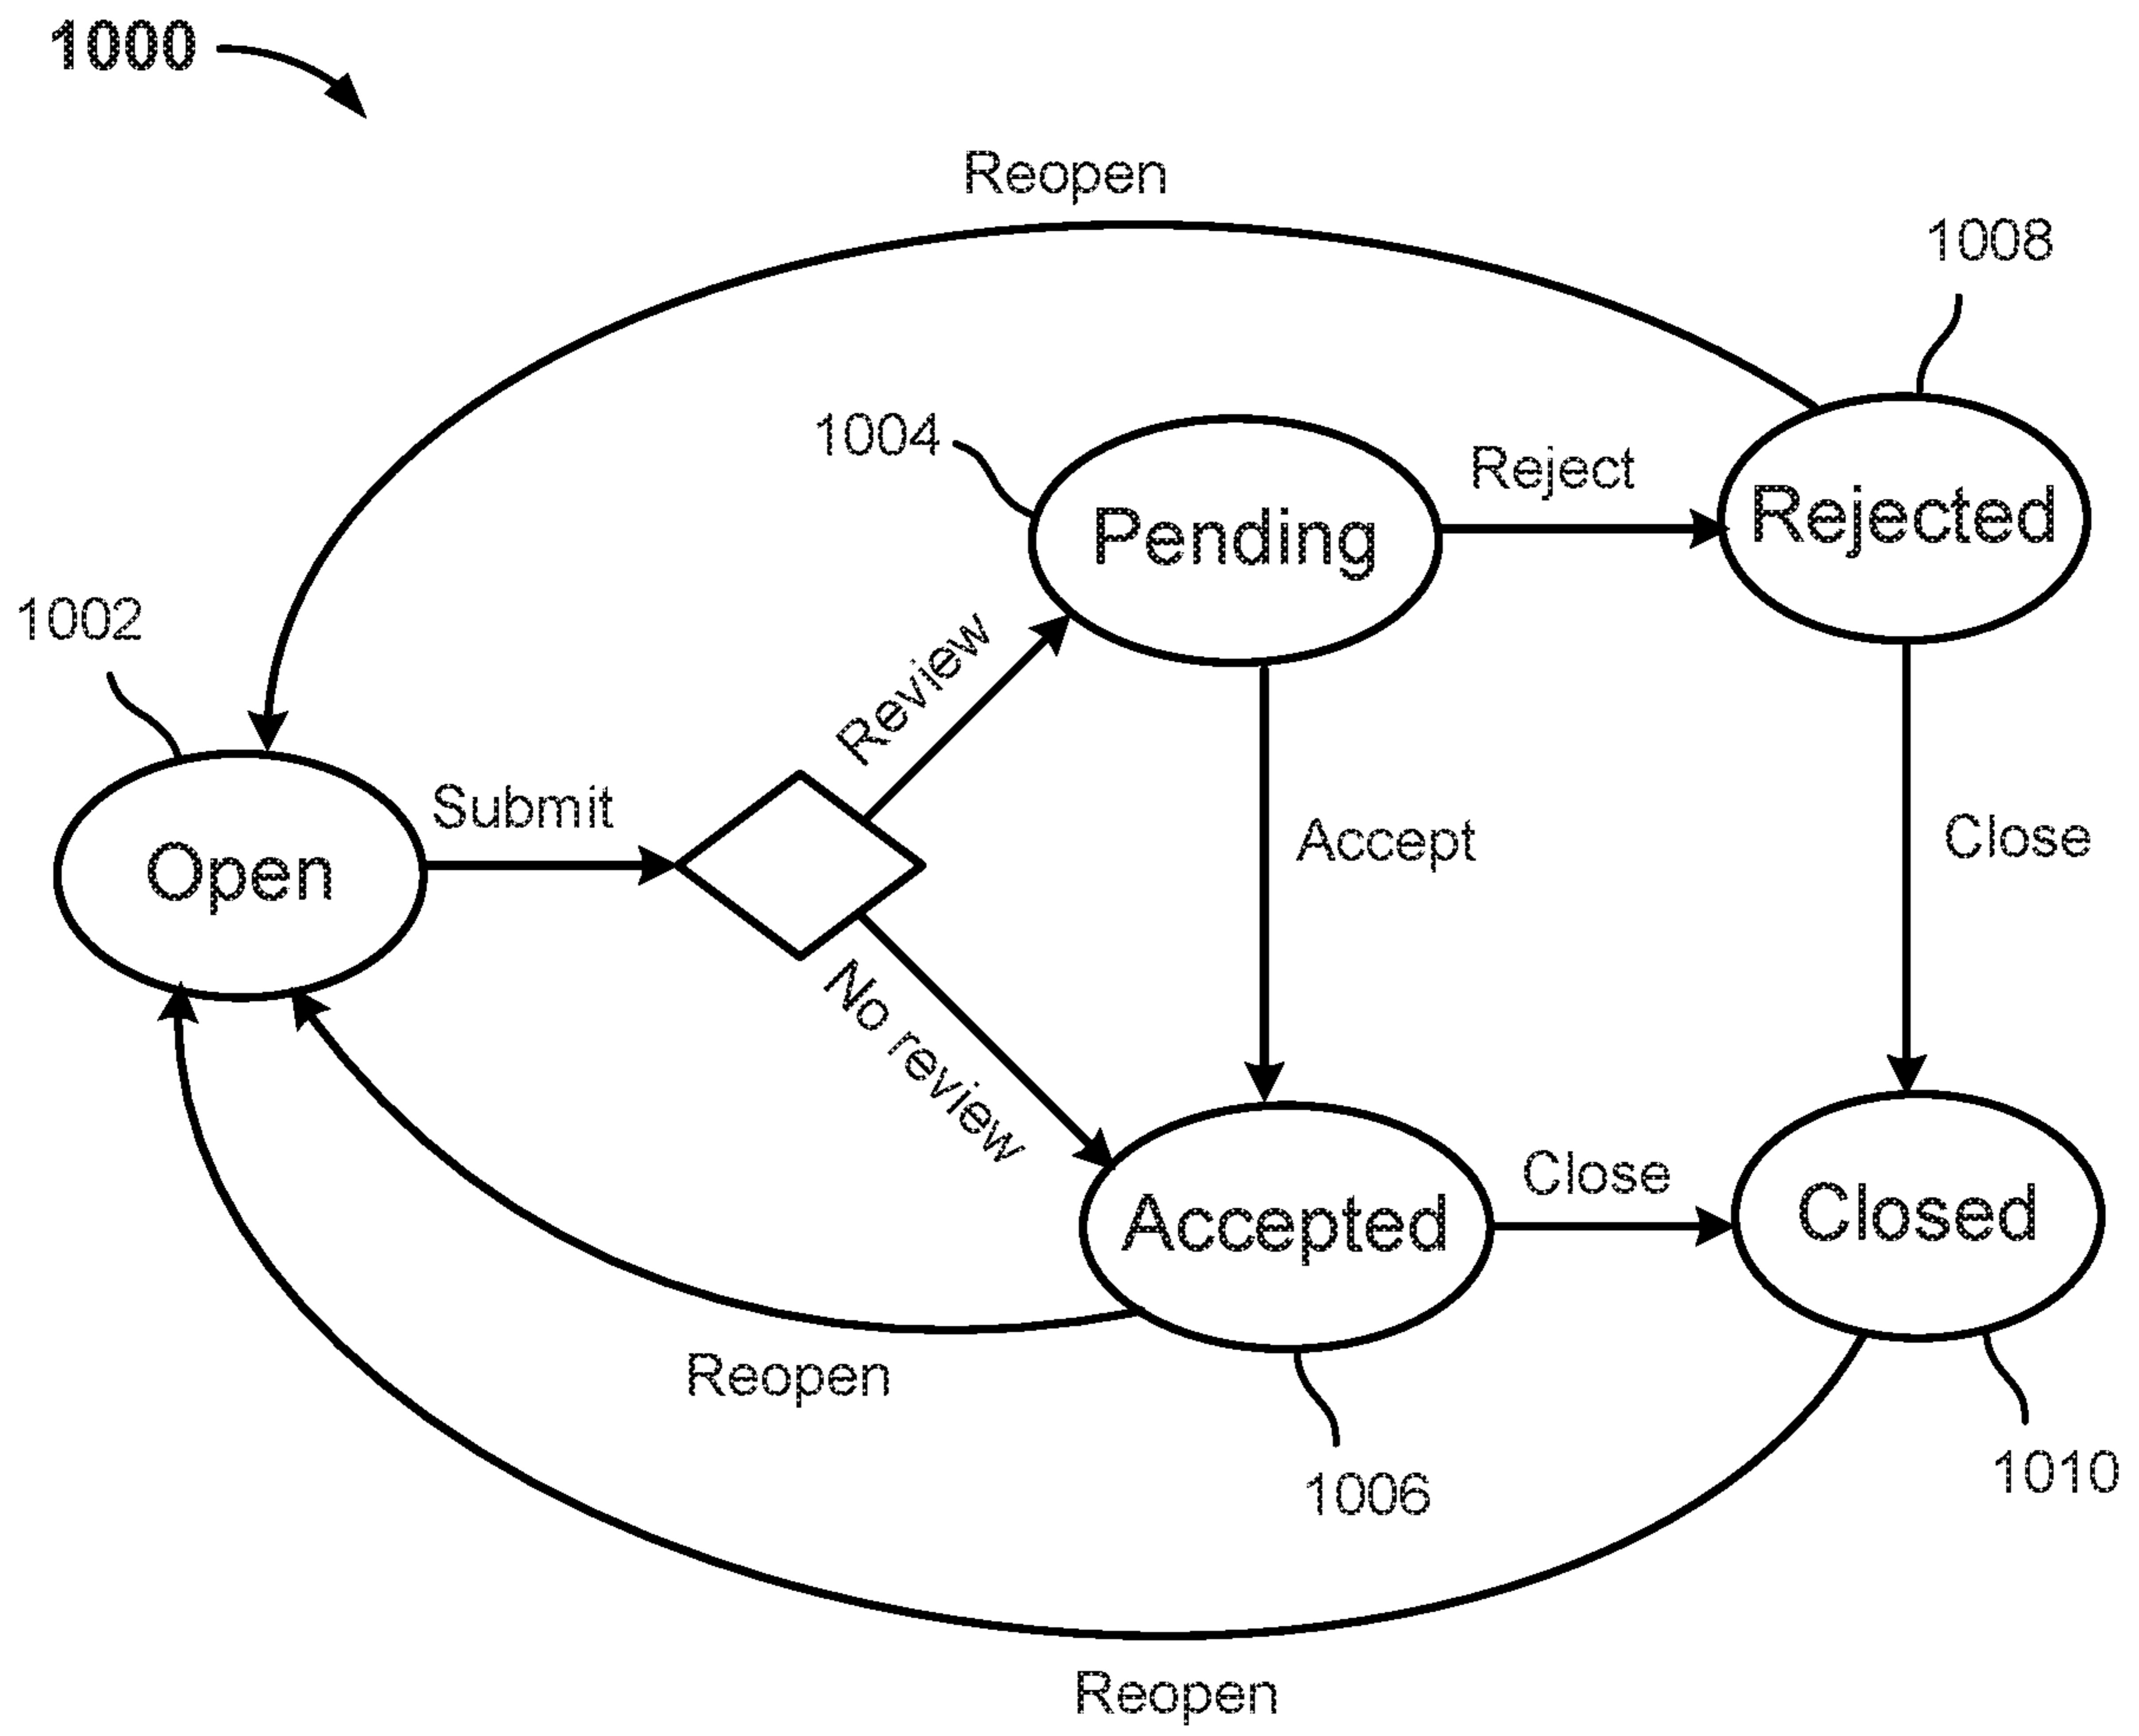 1000
Reopen
1008
1004
Reject
Rejected
Pending
1002
Review
Submit
Accept
Close
Open
No review
Close
Closed
Accepted
Reopen
1010
1006
Reopen